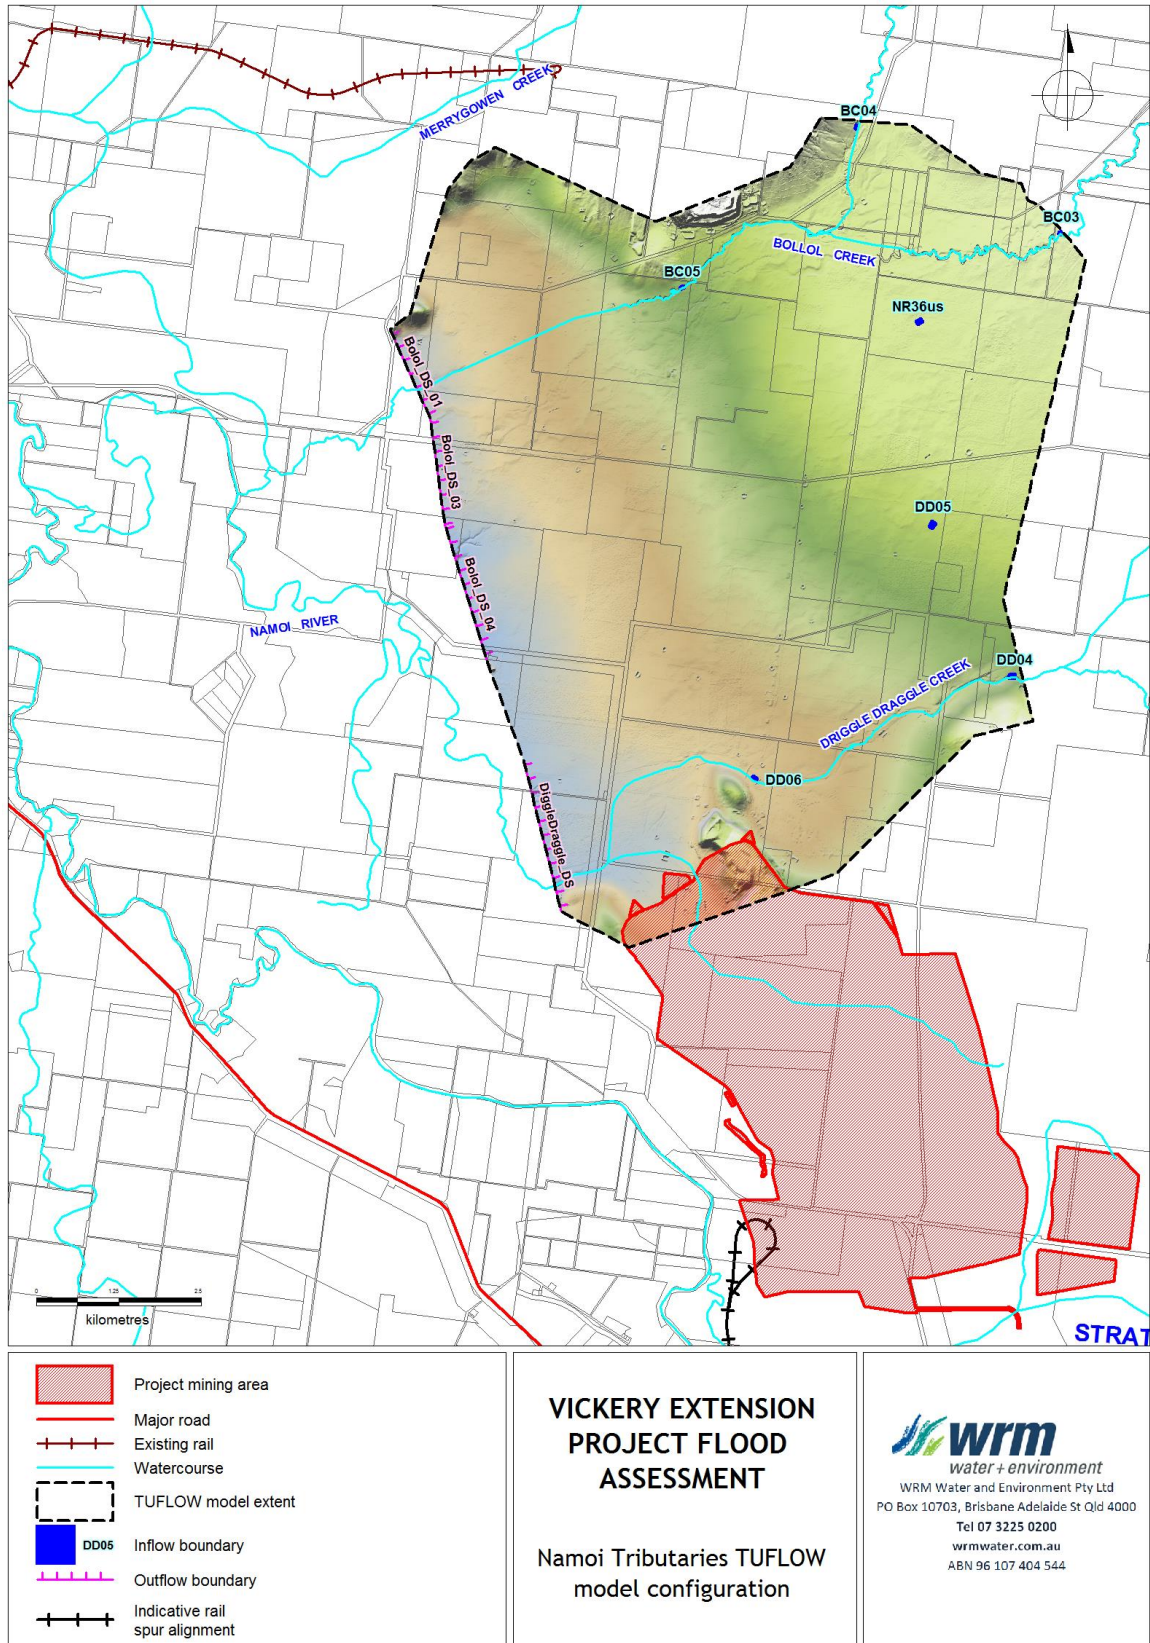 MERRYGOWEN CREEK
BC04
BC03
BOLLOL CREEK
BC05
NR36us
Bolol_DS_01
Bolol_DS_03
DD05
Bolol_DS_04
NAMOI RIVER
DD04
DRIGGLE DRAGGLE CREEK
DD06
DiggleDraggle_DS
0 1.25 2.5
kilometres
STRAT
Project mining area
Major road
Existing rail
Watercourse
TUFLOW model extent
DD05 Inflow boundary
Outflow boundary
Indicative rail
spur alignment
VICKERY EXTENSION
PROJECT FLOOD
ASSESSMENT
Namoi Tributaries TUFLOW
model configuration
wrm
water + environment
WRM Water and Environment Pty Ltd
PO Box 10703, Brisbane Adelaide St Qld 4000
Tel 07 3225 0200
wrmwater.com.au
ABN 96 107 404 544